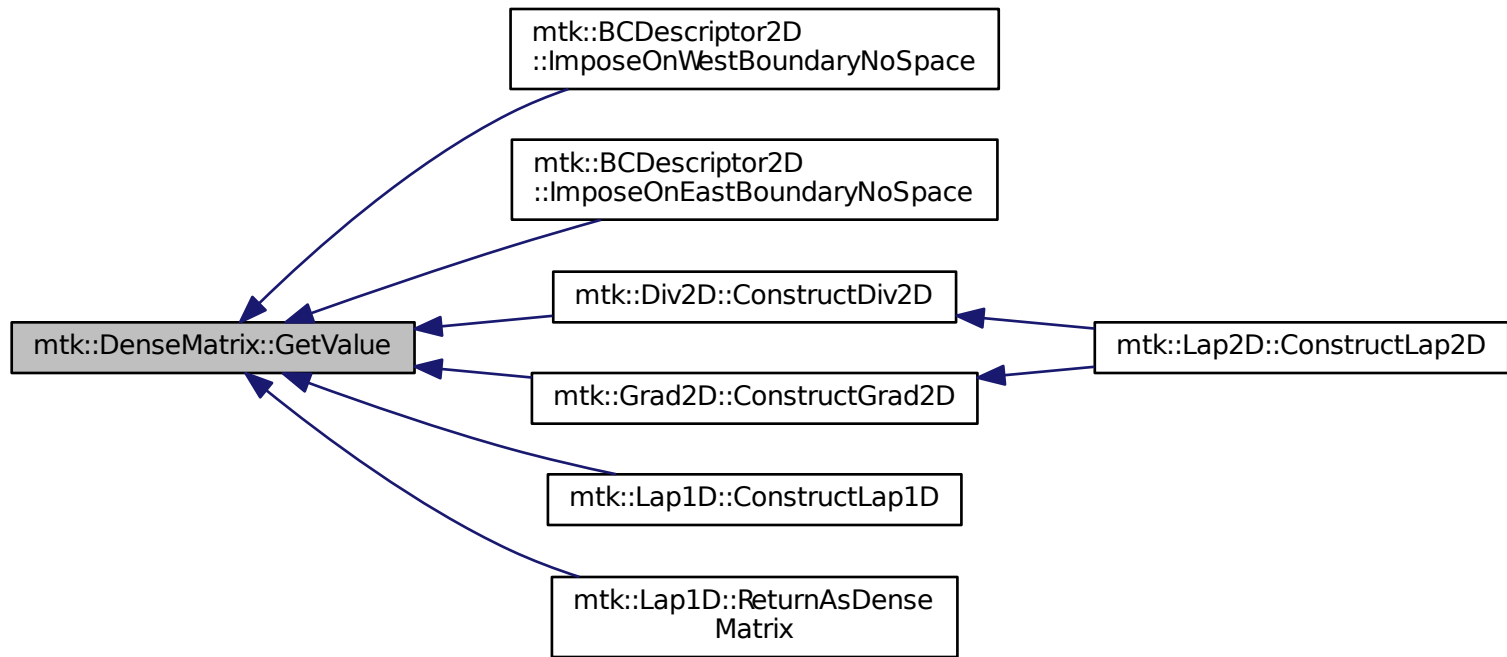 mtk::BCDescriptor2D
::ImposeOnWestBoundaryNoSpace
mtk::BCDescriptor2D
::ImposeOnEastBoundaryNoSpace
mtk::Div2D::ConstructDiv2D
mtk::DenseMatrix::GetValue
mtk::Lap2D::ConstructLap2D
mtk::Grad2D::ConstructGrad2D
mtk::Lap1D::ConstructLap1D
mtk::Lap1D::ReturnAsDense
Matrix